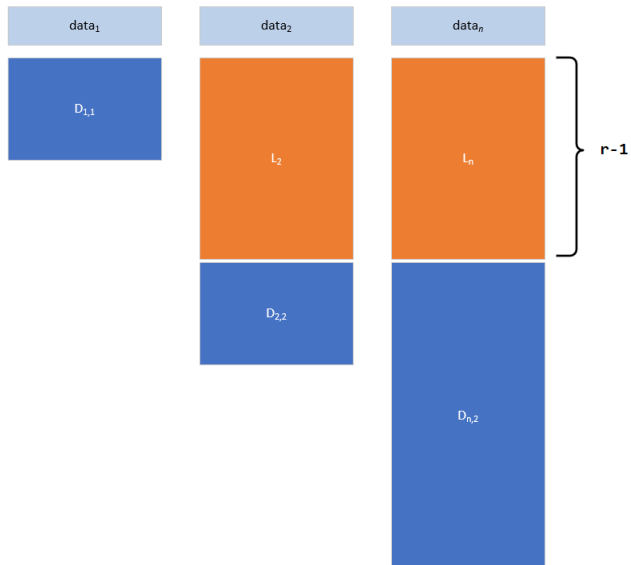 data₁ data₂ dataₙ
D₁,₁
L₂ Lₙ
r-1
D₂,₂
Dₙ,₂